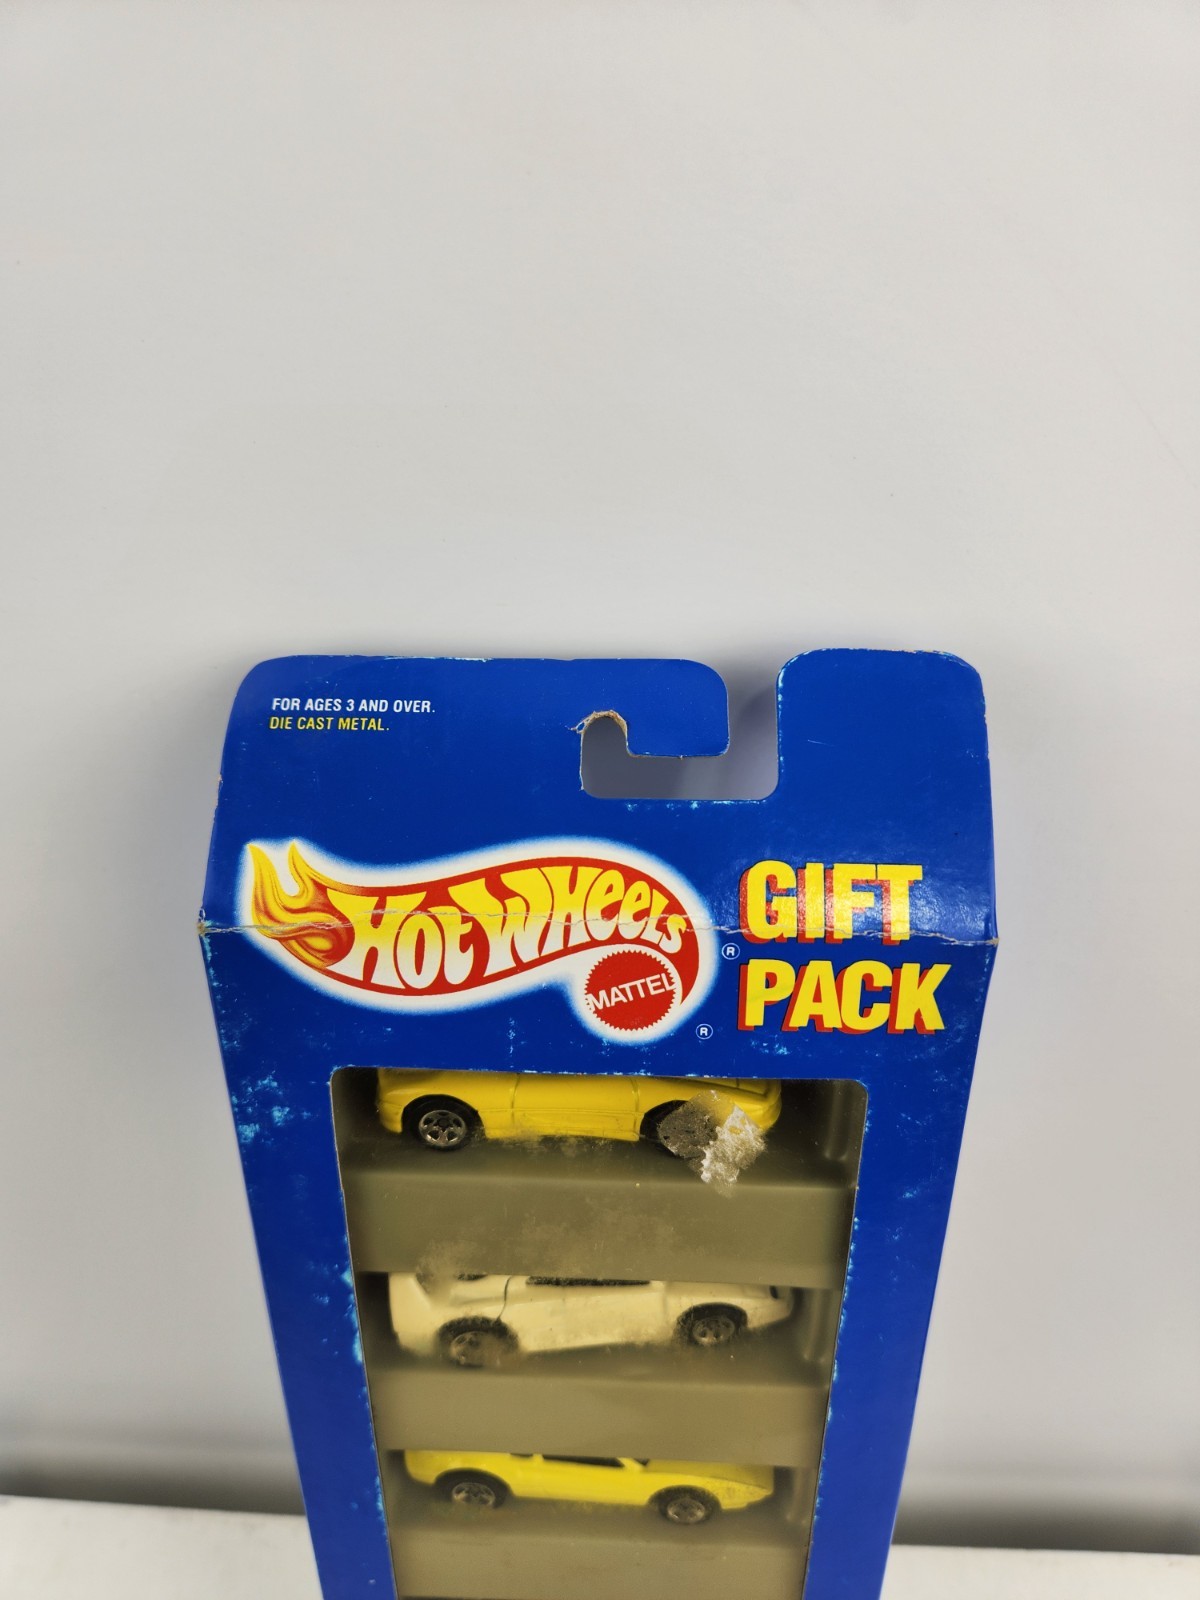 FOR AGES 3 AND OVER.
DIE CAST METAL.
HOT WHEELS ®
MATTEL ®
GIFT
PACK